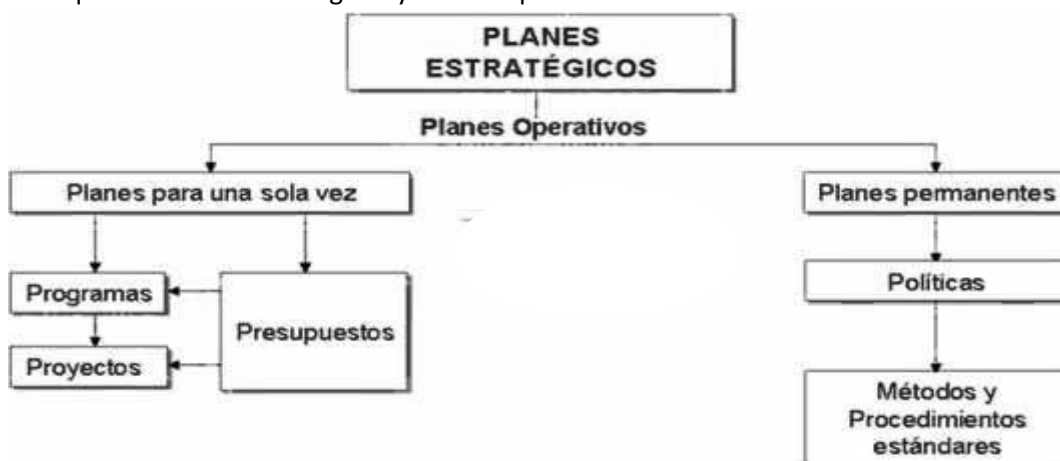 PLANES
ESTRATÉGICOS
Planes Operativos
Planes para una sola vez
Planes permanentes
Programas
Presupuestos
Políticas
Proyectos
Métodos y
Procedimientos
estándares